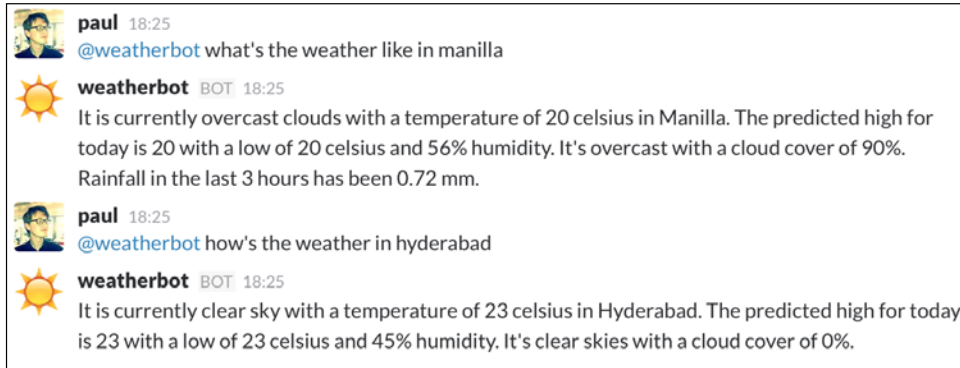 paul 18:25
@weatherbot what's the weather like in manilla
weatherbot BOT 18:25
It is currently overcast clouds with a temperature of 20 celsius in Manilla. The predicted high for
today is 20 with a low of 20 celsius and 56% humidity. It's overcast with a cloud cover of 90%.
Rainfall in the last 3 hours has been 0.72 mm.
paul 18:25
@weatherbot how's the weather in hyderabad
weatherbot BOT 18:25
It is currently clear sky with a temperature of 23 celsius in Hyderabad. The predicted high for today
is 23 with a low of 23 celsius and 45% humidity. It's clear skies with a cloud cover of 0%.